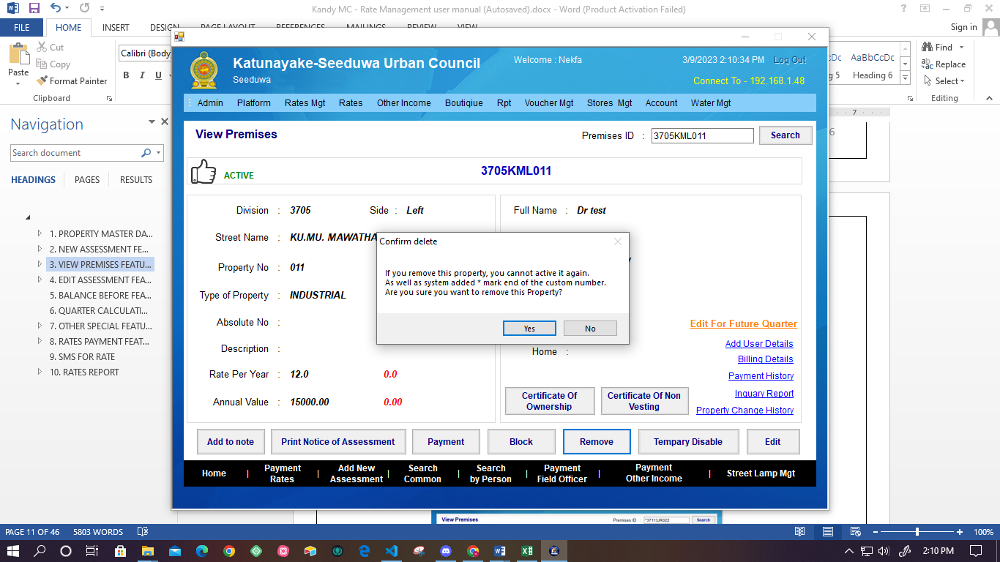 Kandy MC - Rate Management user manual (Autosaved).docx - Word (Product Activation Failed)
FILE HOME INSERT DESIGN PAGE LAYOUT REFERENCES MAILINGS REVIEW VIEW Sign in
Cut
Copy
Paste
Format Painter
Clipboard
Calibri (Body
B I U
AaBbCcDc
g 5 Heading 6
Find
Replace
Select
Editing
Navigation
Search document
HEADINGS PAGES RESULTS
1. PROPERTY MASTER DA...
2. NEW ASSESSMENT FE...
3. VIEW PREMISES FEATU...
4. EDIT ASSESSMENT FEA...
5. BALANCE BEFORE FEA...
6. QUARTER CALCULATI...
7. OTHER SPECIAL FEATU...
8. RATES PAYMENT FEAT...
9. SMS FOR RATE
10. RATES REPORT
7
6
Katunayake-Seeduwa Urban Council
Seeduwa
Welcome : Nekfa
3/9/2023 2:10:34 PM Log Out
Connect To - 192.168.1.48
Admin Platform Rates Mgt Rates Other Income Boutiqiue Rpt Voucher Mgt Stores Mgt Account Water Mgt
View Premises
Premises ID : 3705KML011 Search
ACTIVE
3705KML011
Division : 3705 Side : Left
Street Name : KU.MU. MAWATHA
Property No : 011
Type of Property : INDUSTRIAL
Absolute No :
Description :
Rate Per Year : 12.0 0.0
Annual Value : 15000.00 0.00
Full Name : Dr test
Confirm delete
If you remove this property, you cannot active it again.
As well as system added * mark end of the custom number.
Are you sure you want to remove this Property?
Yes No
Home :
Edit For Future Quarter
Add User Details
Billing Details
Payment History
Inquary Report
Property Change History
Certificate Of Ownership
Certificate Of Non Vesting
Add to note Print Notice of Assessment Payment Block Remove Tempary Disable Edit
Home | Payment Rates | Add New Assessment | Search Common | Search by Person | Payment Field Officer | Payment Other Income | Street Lamp Mgt
View Premises Premises ID : *37113JR022 Search
PAGE 11 OF 46 5803 WORDS 100%
2:10 PM